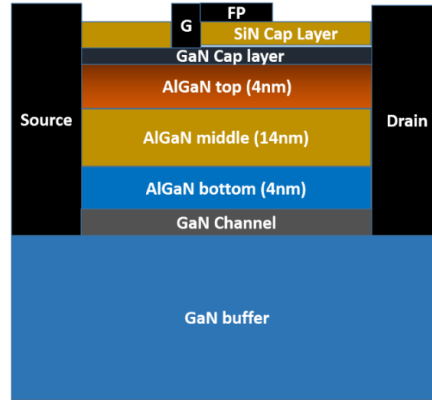 FP
G
SiN Cap Layer
GaN Cap layer
AlGaN top (4nm)
Source
AlGaN middle (14nm)
Drain
AlGaN bottom (4nm)
GaN Channel
GaN buffer